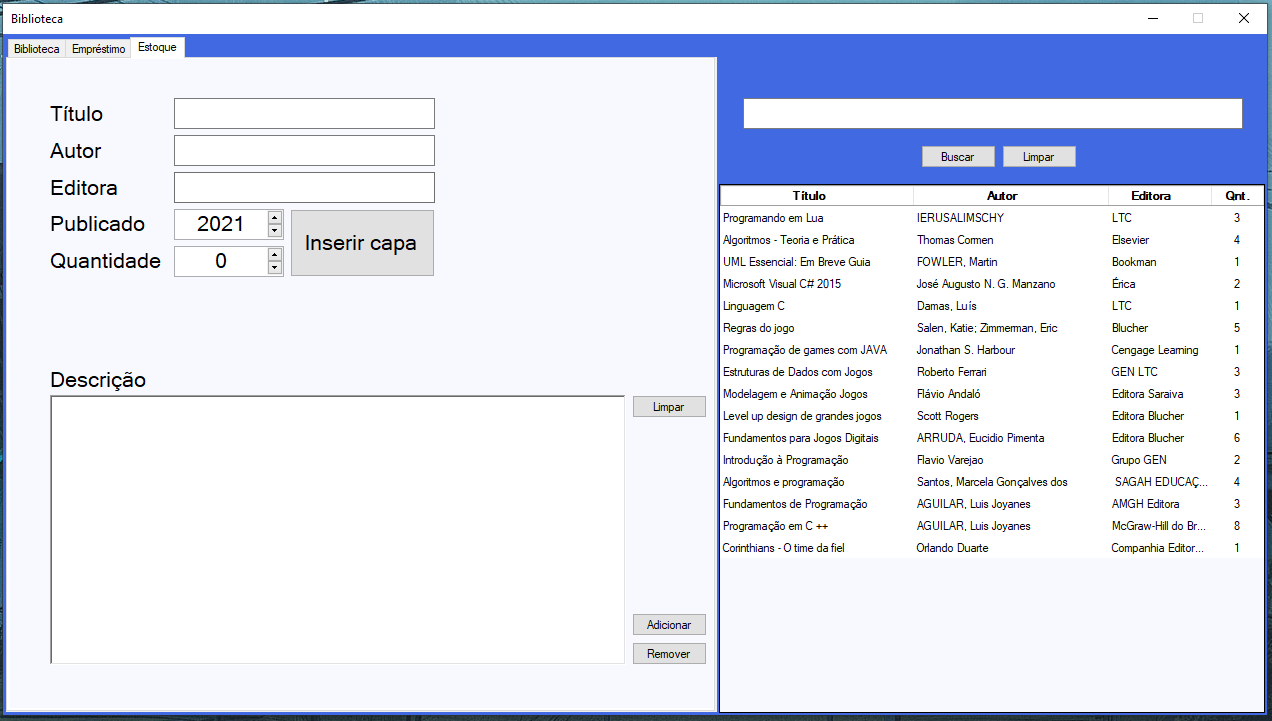 Biblioteca
Biblioteca Empréstimo Estoque
Título
Autor
Editora
Publicado 2021
Quantidade 0
Inserir capa
Descrição
Limpar
Adicionar
Remover
Buscar Limpar
Título Autor Editora Qnt.
Programando em Lua IERUSALIMSCHY LTC 3
Algoritmos - Teoria e Prática Thomas Cormen Elsevier 4
UML Essencial: Em Breve Guia FOWLER, Martin Bookman 1
Microsoft Visual C# 2015 José Augusto N. G. Manzano Érica 2
Linguagem C Damas, Luís LTC 1
Regras do jogo Salen, Katie; Zimmerman, Eric Blucher 5
Programação de games com JAVA Jonathan S. Harbour Cengage Learning 1
Estruturas de Dados com Jogos Roberto Ferrari GEN LTC 3
Modelagem e Animação Jogos Flávio Andaló Editora Saraiva 3
Level up design de grandes jogos Scott Rogers Editora Blucher 1
Fundamentos para Jogos Digitais ARRUDA, Eucidio Pimenta Editora Blucher 6
Introdução à Programação Flavio Varejao Grupo GEN 2
Algoritmos e programação Santos, Marcela Gonçalves dos SAGAH EDUCAÇ... 4
Fundamentos de Programação AGUILAR, Luis Joyanes AMGH Editora 3
Programação em C ++ AGUILAR, Luis Joyanes McGraw-Hill do Br... 8
Corinthians - O time da fiel Orlando Duarte Companhia Editor... 1